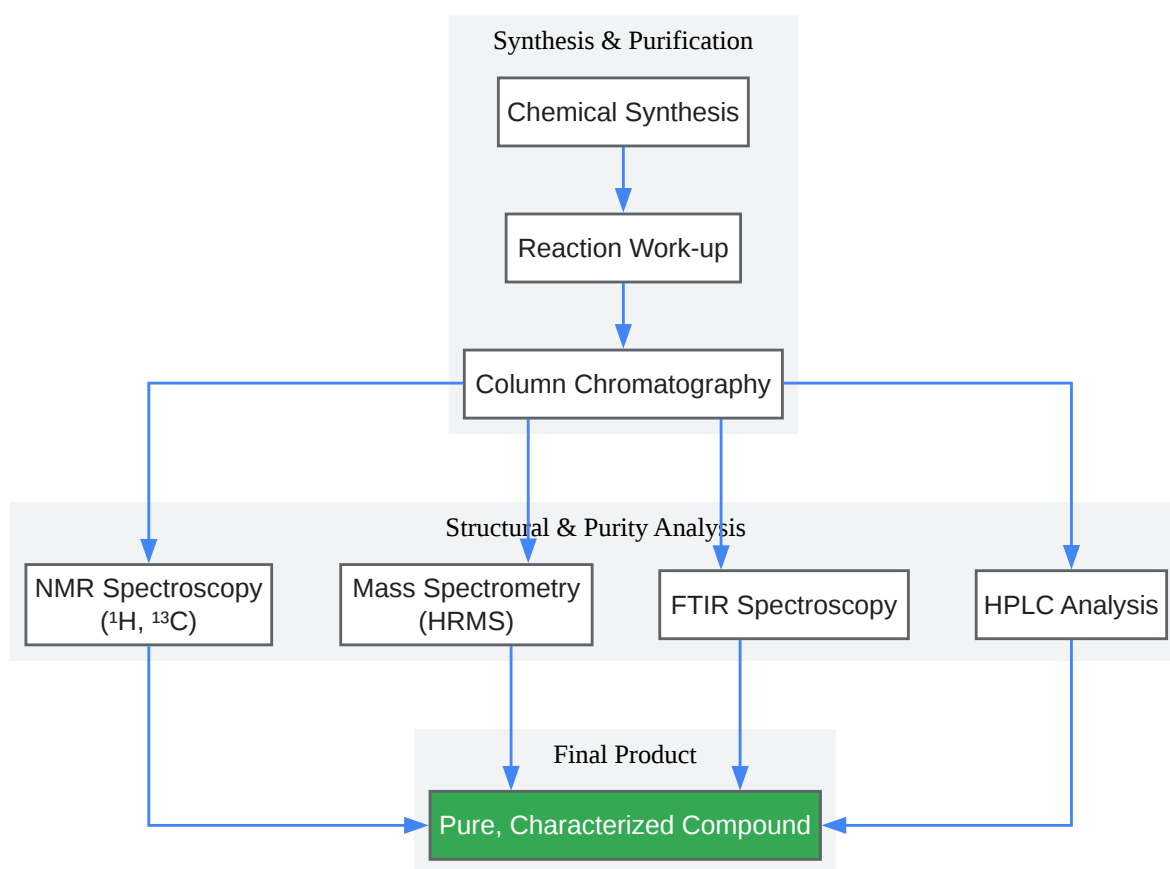 Synthesis & Purification
Chemical Synthesis
Reaction Work-up
Column Chromatography
Structural & Purity Analysis
NMR Spectroscopy
(¹H, ¹³C)
Mass Spectrometry
(HRMS)
FTIR Spectroscopy
HPLC Analysis
Final Product
Pure, Characterized Compound